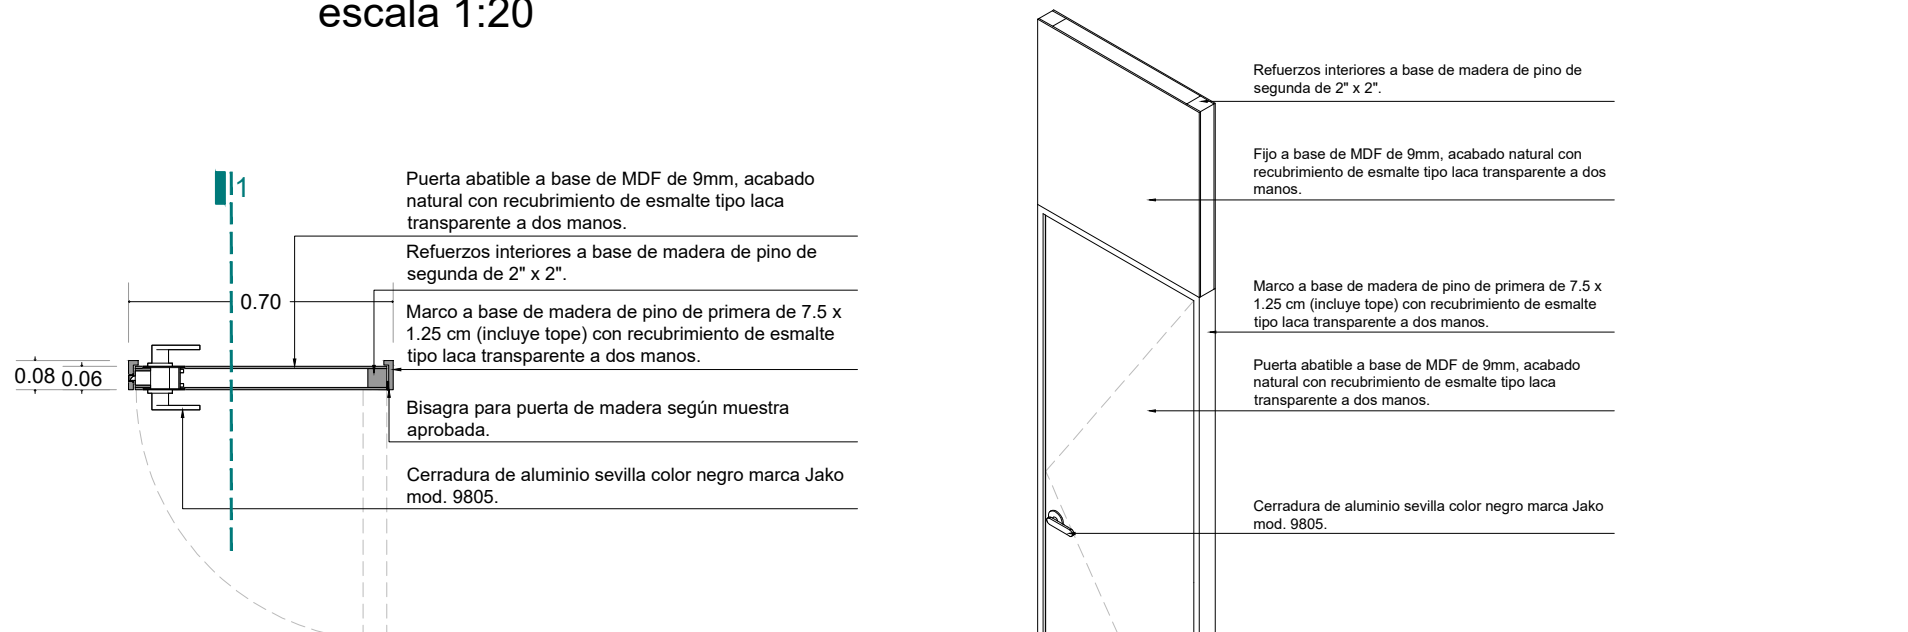 escala 1:20
1
Puerta abatible a base de MDF de 9mm, acabado
natural con recubrimiento de esmalte tipo laca
transparente a dos manos.
Refuerzos interiores a base de madera de pino de
segunda de 2" x 2".
0.70
Marco a base de madera de pino de primera de 7.5 x
1.25 cm (incluye tope) con recubrimiento de esmalte
tipo laca transparente a dos manos.
0.08
0.06
Bisagra para puerta de madera según muestra
aprobada.
Cerradura de aluminio sevilla color negro marca Jako
mod. 9805.
Refuerzos interiores a base de madera de pino de
segunda de 2" x 2".
Fijo a base de MDF de 9mm, acabado natural con
recubrimiento de esmalte tipo laca transparente a dos
manos.
Marco a base de madera de pino de primera de 7.5 x
1.25 cm (incluye tope) con recubrimiento de esmalte
tipo laca transparente a dos manos.
Puerta abatible a base de MDF de 9mm, acabado
natural con recubrimiento de esmalte tipo laca
transparente a dos manos.
Cerradura de aluminio sevilla color negro marca Jako
mod. 9805.